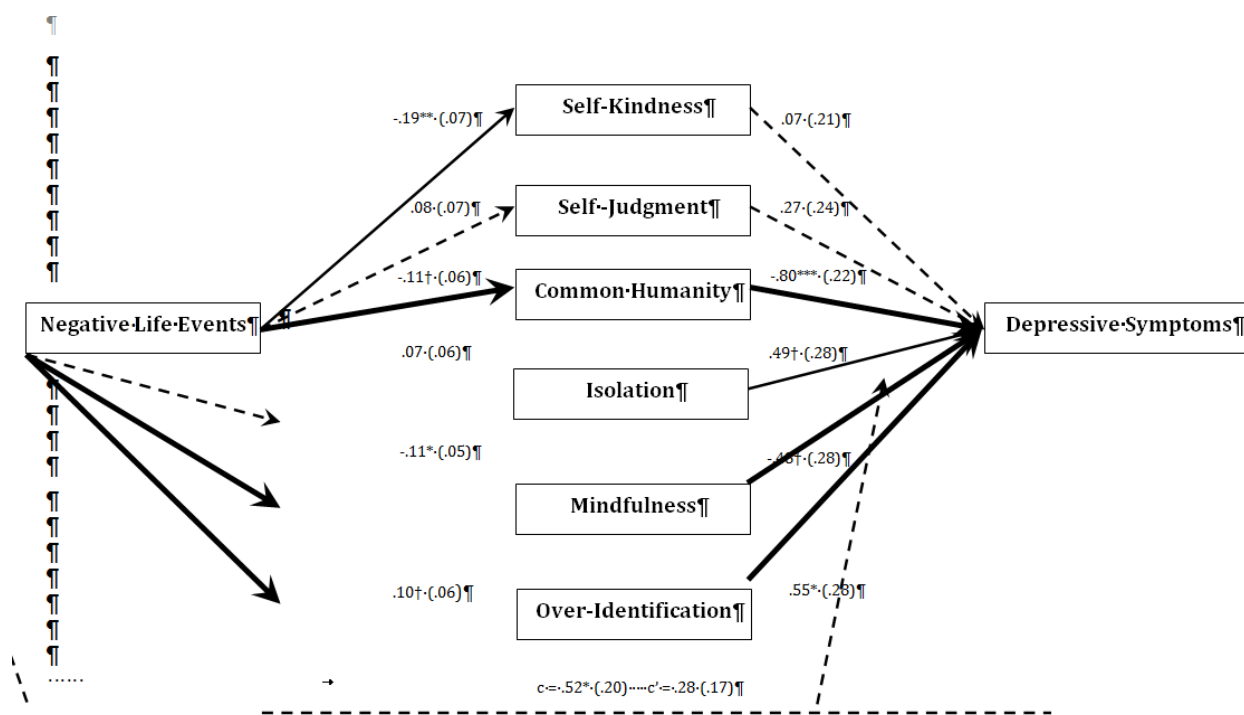 Self-Kindness¶
-.19**·(.07)¶
.07·(.21)¶
Self-·Judgment¶
.08·(.07)¶
.27·(.24)¶
-.11†·(.06)¶
Common·Humanity¶
-.80***·(.22)¶
Negative·Life·Events¶
Depressive·Symptoms¶
.07·(.06)¶
.49†·(.28)¶
Isolation¶
-.11*·(.05)¶
(.28)¶
Mindfulness¶
.10†·(.06)¶
.55*·(.28)¶
Over-Identification¶
c·=·.52*·(.20)·····c'·=·.28·(.17)¶